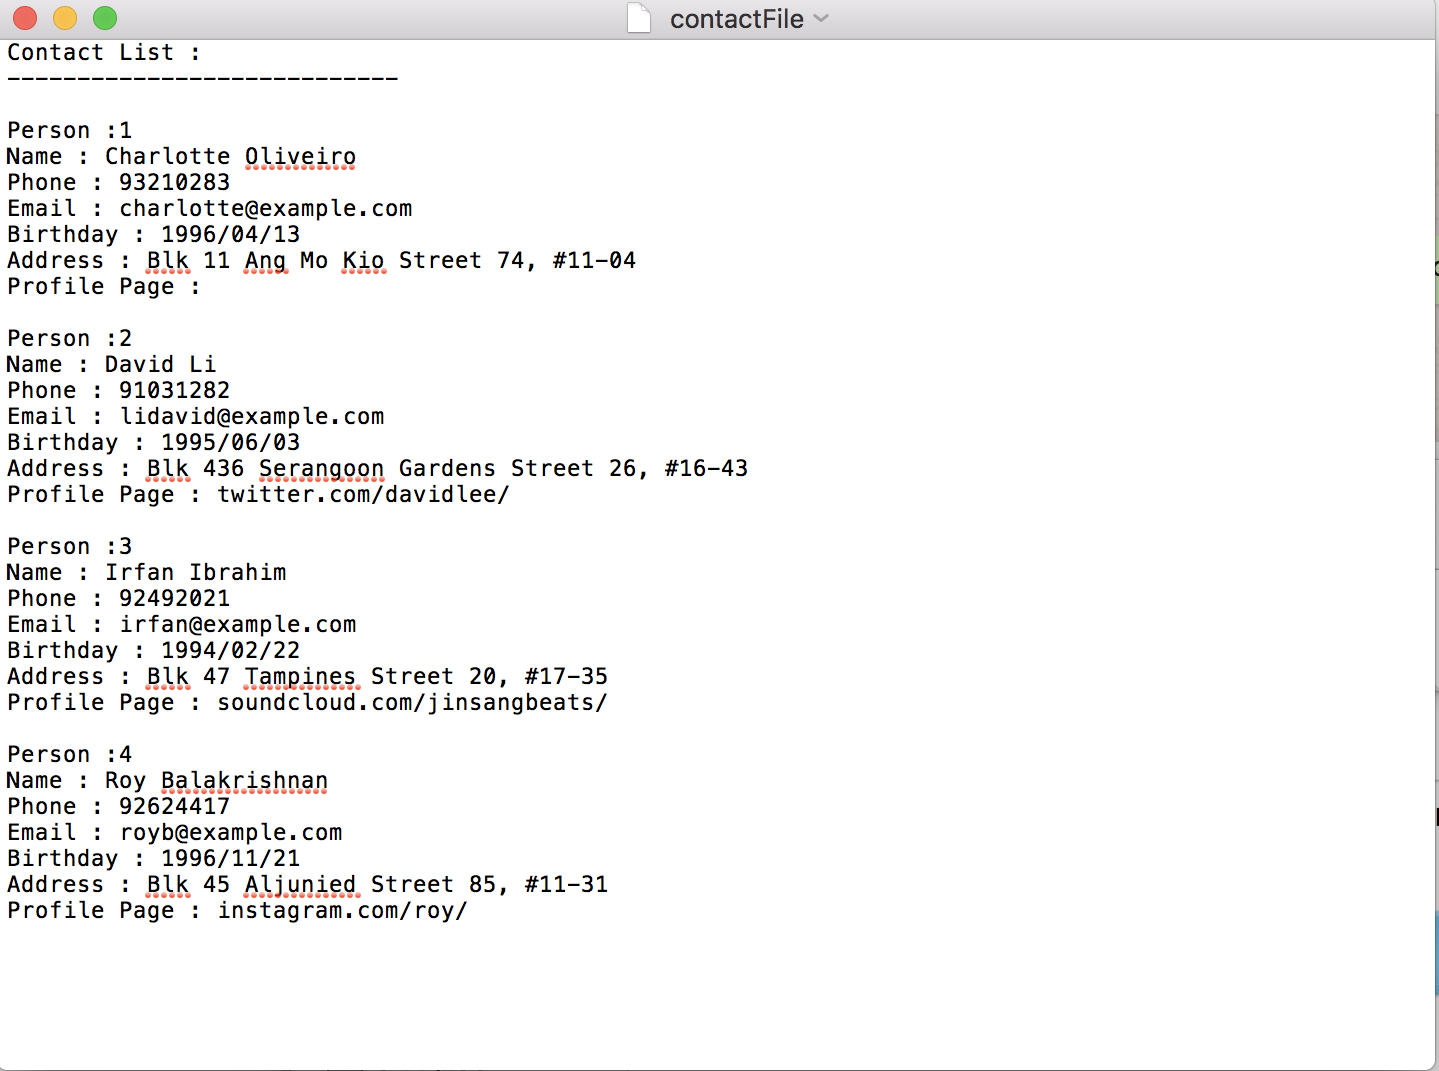 contactFile
Contact List :
----------------------------

Person :1
Name : Charlotte Oliveiro
Phone : 93210283
Email : charlotte@example.com
Birthday : 1996/04/13
Address : Blk 11 Ang Mo Kio Street 74, #11-04
Profile Page :

Person :2
Name : David Li
Phone : 91031282
Email : lidavid@example.com
Birthday : 1995/06/03
Address : Blk 436 Serangoon Gardens Street 26, #16-43
Profile Page : twitter.com/davidlee/

Person :3
Name : Irfan Ibrahim
Phone : 92492021
Email : irfan@example.com
Birthday : 1994/02/22
Address : Blk 47 Tampines Street 20, #17-35
Profile Page : soundcloud.com/jinsangbeats/

Person :4
Name : Roy Balakrishnan
Phone : 92624417
Email : royb@example.com
Birthday : 1996/11/21
Address : Blk 45 Aljunied Street 85, #11-31
Profile Page : instagram.com/roy/